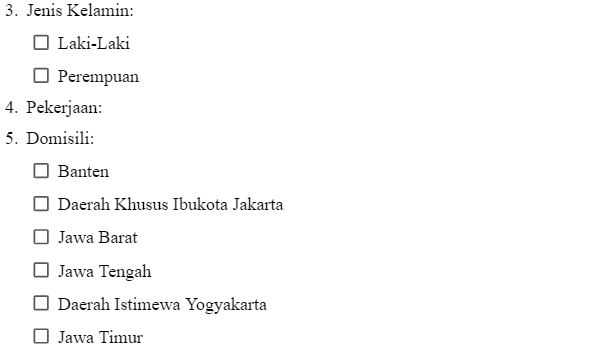 3. Jenis Kelamin:
Laki-Laki
Perempuan
4. Pekerjaan:
5. Domisili:
Banten
Daerah Khusus Ibukota Jakarta
Jawa Barat
Jawa Tengah
Daerah Istimewa Yogyakarta
Jawa Timur